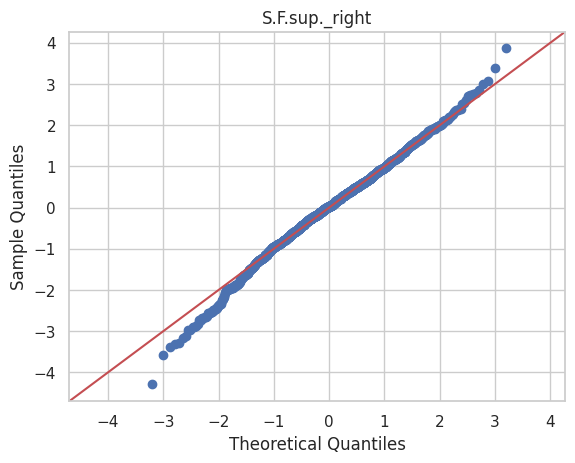 S.F.sup._right
4
3
2
1
0
−1
−2
−3
−4
Sample Quantiles
−4 −3 −2 −1 0 1 2 3 4
Theoretical Quantiles